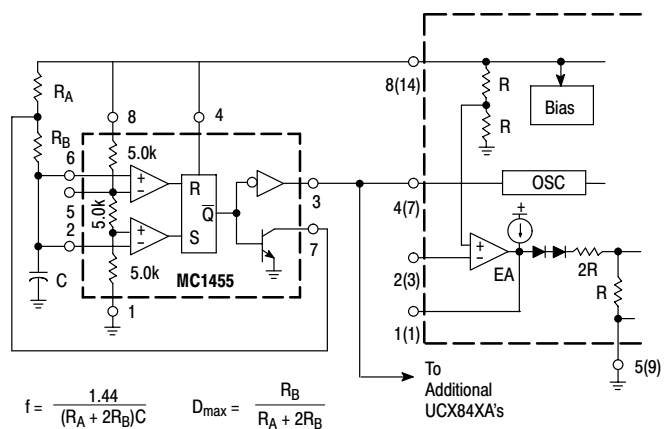 8(14)
R_A
R
Bias
8
4
R
R_B
6
5.0k
+
−
R
5
5.0k
Q̅
3
4(7)
OSC
2
+
−
S
7
+
5.0k
+
−
C
MC1455
2(3)
EA
2R
R
1
1(1)
To
Additional
UCX84XA's
5(9)
f = 1.44 / (R_A + 2R_B)C
D_max = R_B / R_A + 2R_B